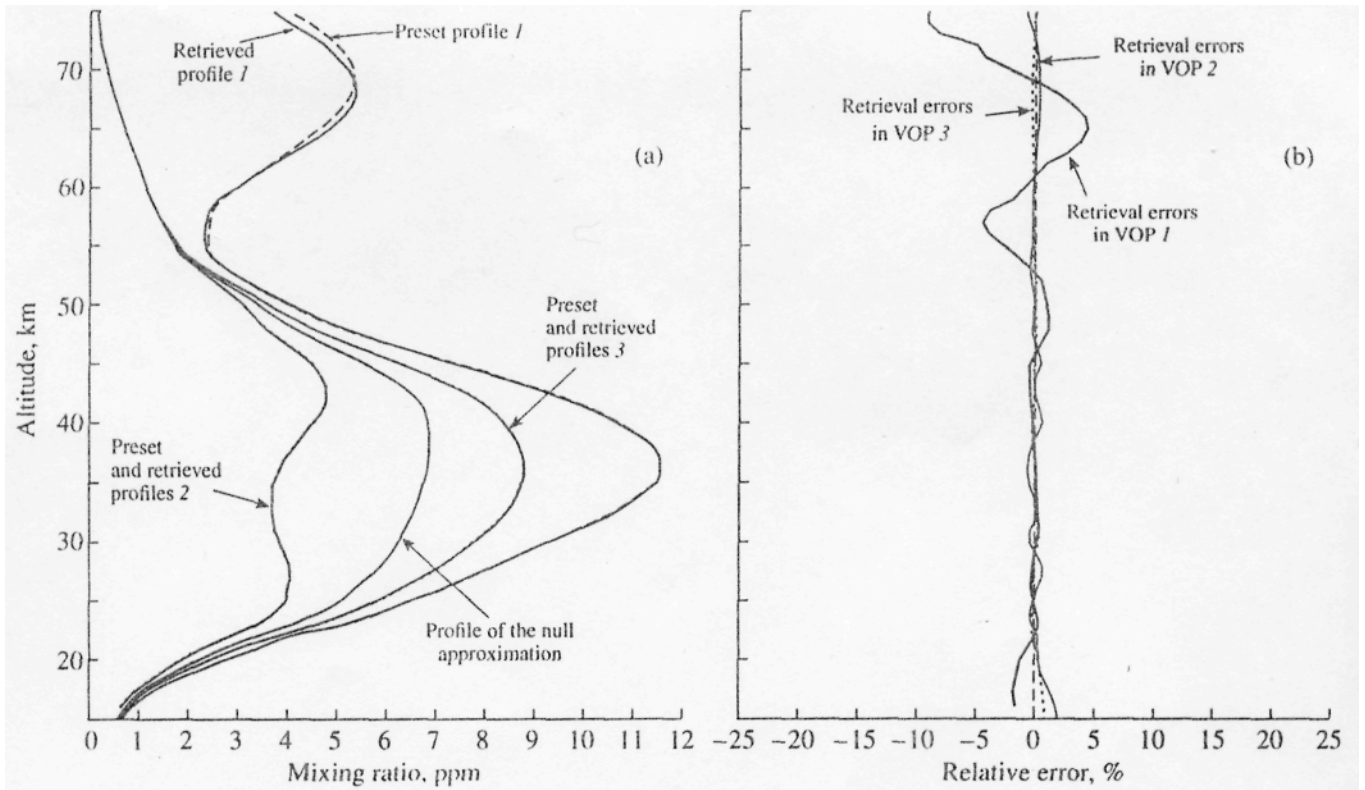 Preset profile 1
Retrieved
profile 1
(a)
Preset
and retrieved
profiles 3
Preset
and retrieved
profiles 2
Profile of the null
approximation
70
60
50
40
30
20
Altitude, km
0 1 2 3 4 5 6 7 8 9 10 11 12
Mixing ratio, ppm
Retrieval errors
in VOP 2
Retrieval errors
in VOP 3
(b)
Retrieval errors
in VOP 1
−25 −20 −15 −10 −5 0 5 10 15 20 25
Relative error, %